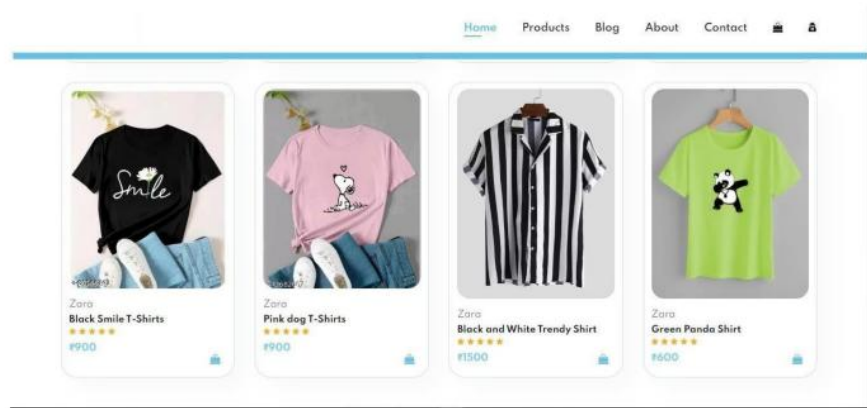 Home Products Blog About Contact
Smile
Zara
Black Smile T-Shirts
₹900
Zara
Pink dog T-Shirts
₹900
Zara
Black and White Trendy Shirt
₹1500
Zara
Green Panda Shirt
₹600